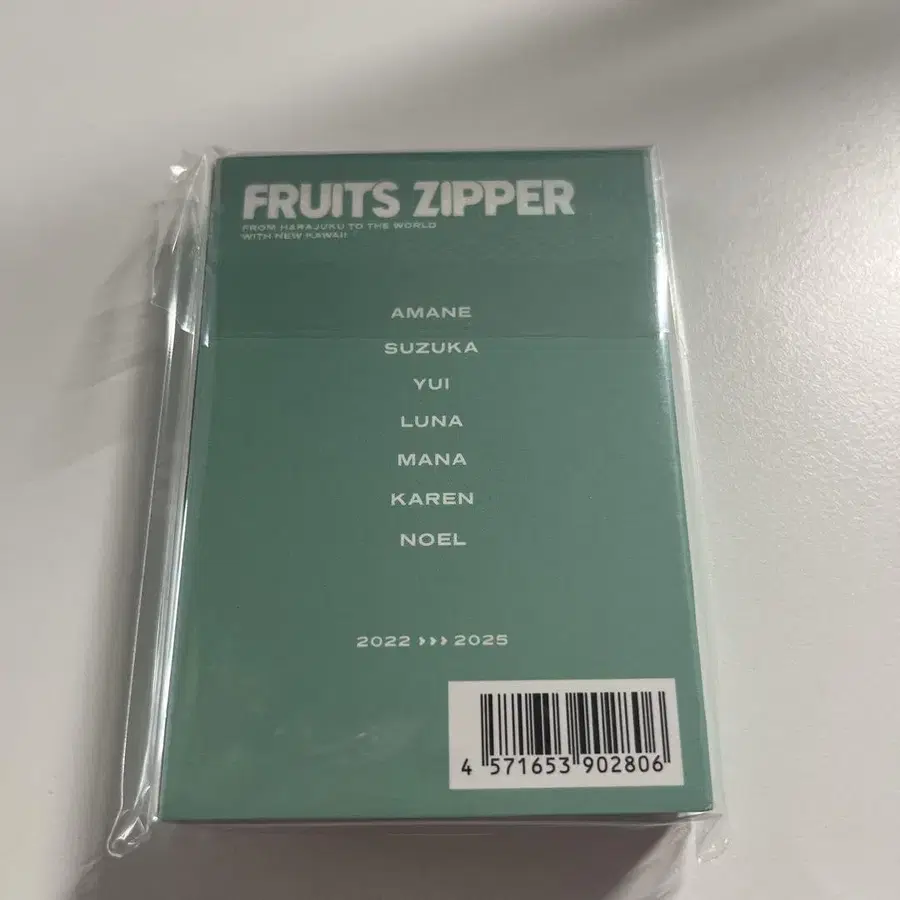 FRUITS ZIPPER
FROM HARAJUKU TO THE WORLD
WITH NEW KAWAII
AMANE
SUZUKA
YUI
LUNA
MANA
KAREN
NOEL
2022 >>> 2025
4 571653 902806